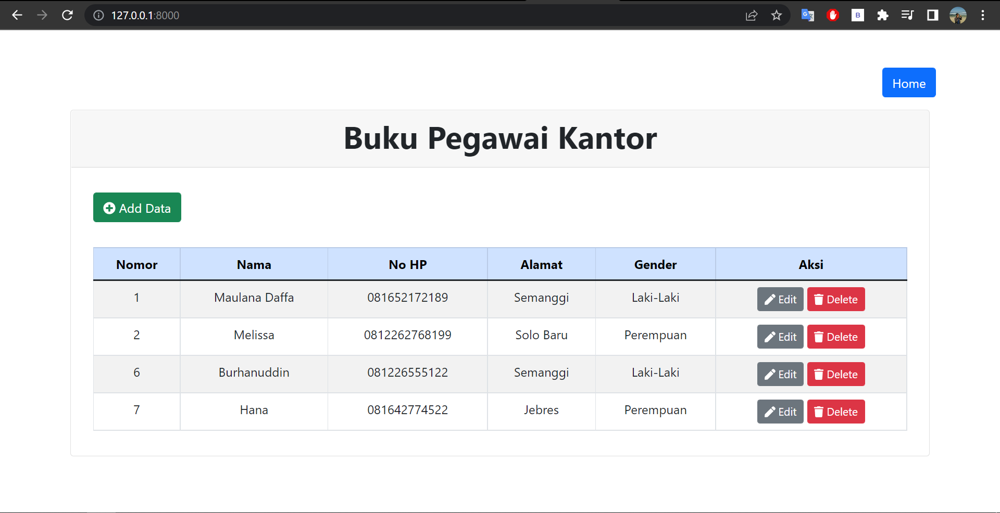 127.0.0.1:8000
B
Home
Buku Pegawai Kantor
Add Data
Nomor Nama No HP Alamat Gender Aksi
1 Maulana Daffa 081652172189 Semanggi Laki-Laki Edit Delete
2 Melissa 0812262768199 Solo Baru Perempuan Edit Delete
6 Burhanuddin 081226555122 Semanggi Laki-Laki Edit Delete
7 Hana 081642774522 Jebres Perempuan Edit Delete